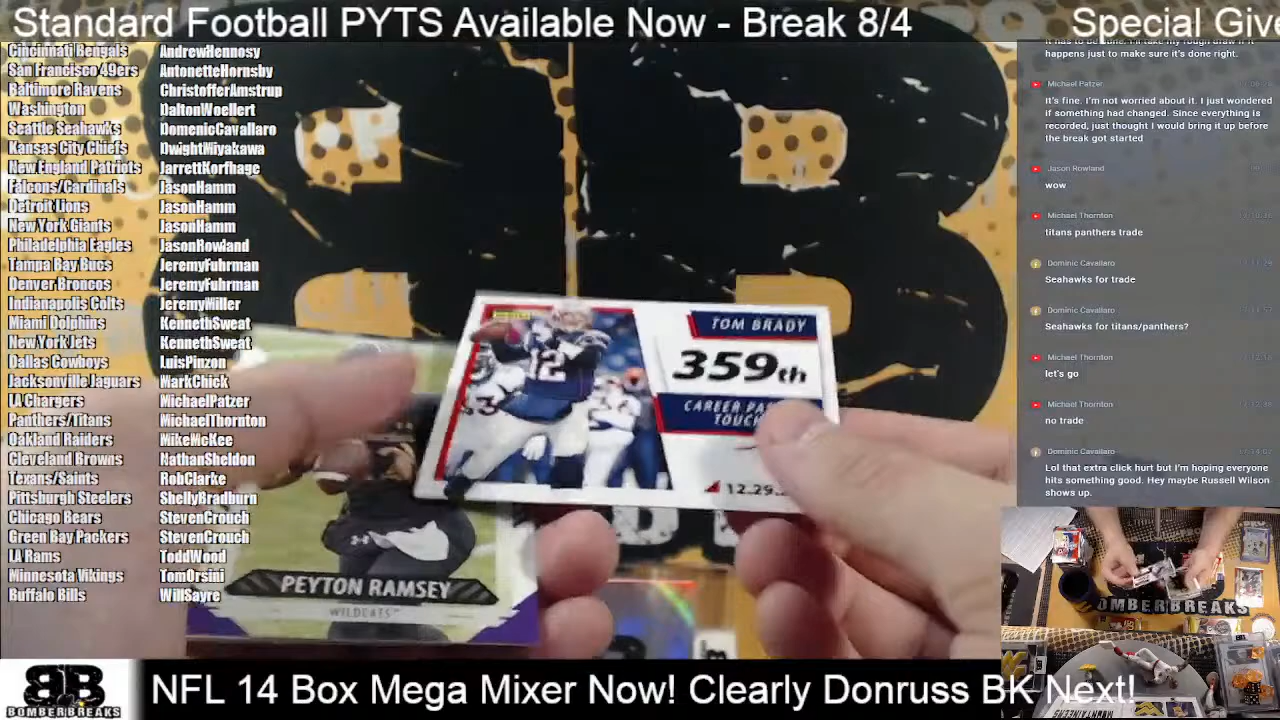 Standard Football PYTS Available Now - Break 8/4
Special Give
Cincinnati Bengals AndrewHennosy
San Francisco 49ers AntonetteHornsby
Baltimore Ravens ChristofferAmstrup
Washington DaltonWoellert
Seattle Seahawks DomenicCavallaro
Kansas City Chiefs DwightMiyakawa
New England Patriots JarrettKorfhage
Falcons/Cardinals JasonHamm
Detroit Lions JasonHamm
New York Giants JasonHamm
Philadelphia Eagles JasonRowland
Tampa Bay Bucs JeremyFuhrman
Denver Broncos JeremyFuhrman
Indianapolis Colts JeremyMiller
Miami Dolphins KennethSweat
New York Jets KennethSweat
Dallas Cowboys LuisPinzon
Jacksonville Jaguars MarkChick
LA Chargers MichaelPatzer
Panthers/Titans MichaelThornton
Oakland Raiders MikeMcKee
Cleveland Browns NathanSheldon
Texans/Saints RobClarke
Pittsburgh Steelers ShellyBradburn
Chicago Bears StevenCrouch
Green Bay Packers StevenCrouch
LA Rams ToddWood
Minnesota Vikings TomOrsini
Buffalo Bills WillSayre
TOM BRADY
359th
CAREER
12
12.29.
PEYTON RAMSEY
WILDCATS
happens just to make sure it's done right.
Michael Patzer
It's fine. I'm not worried about it. I just wondered
if something had changed. Since everything is
recorded, just thought I would bring it up before
the break got started
Jason Rowland
wow
Michael Thornton
titans panthers trade
Dominic Cavallaro
Seahawks for trade
Dominic Cavallaro
Seahawks for titans/panthers?
Michael Thornton
let's go
Michael Thornton
no trade
Dominic Cavallaro
Lol that extra click hurt but I'm hoping everyone
hits something good. Hey maybe Russell Wilson
shows up.
BOMBERBREAKS
BB
BOMBERBREAKS
NFL 14 Box Mega Mixer Now! Clearly Donruss BK Next!